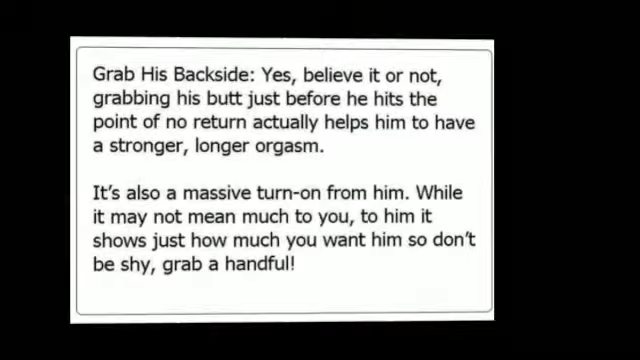 Grab His Backside: Yes, believe it or not,
grabbing his butt just before he hits the
point of no return actually helps him to have
a stronger, longer orgasm.
It's also a massive turn-on from him. While
it may not mean much to you, to him it
shows just how much you want him so don't
be shy, grab a handful!